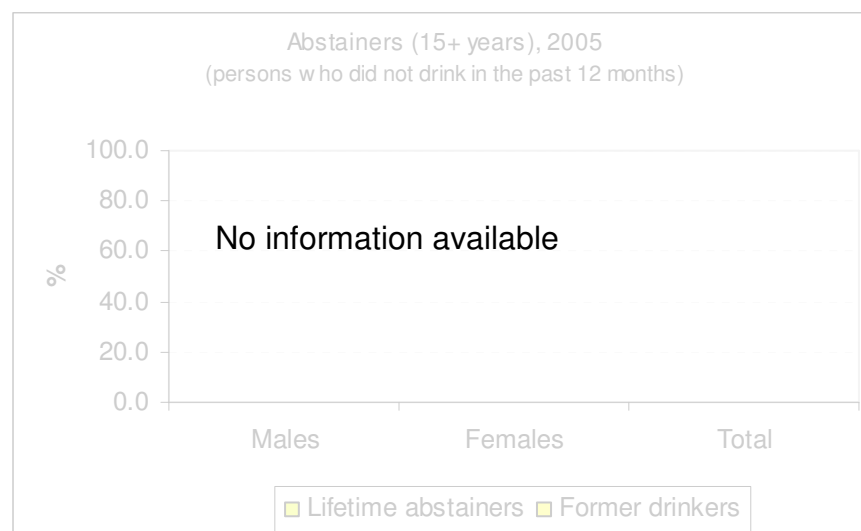 Abstainers (15+ years), 2005
(persons who did not drink in the past 12 months)
100.0
80.0
No information available
60.0
%
40.0
20.0
0.0
Males Females Total
Lifetime abstainers Former drinkers